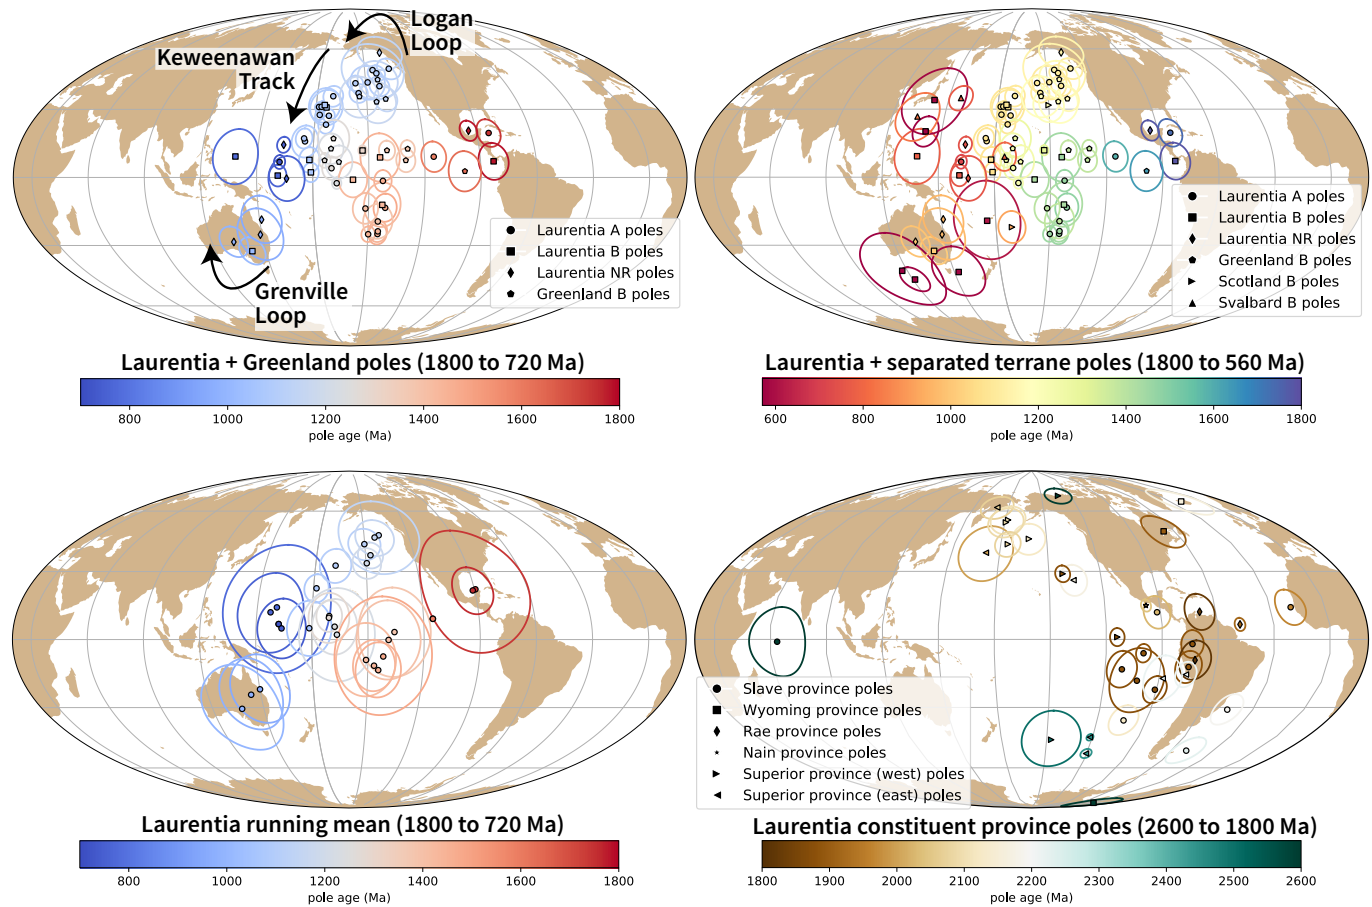 Logan
Loop
Keweenawan
Track
Grenville
Loop
Laurentia A poles
Laurentia B poles
Laurentia NR poles
Greenland B poles
Laurentia + Greenland poles (1800 to 720 Ma)
800 1000 1200 1400 1600 1800
pole age (Ma)
Laurentia A poles
Laurentia B poles
Laurentia NR poles
Greenland B poles
Scotland B poles
Svalbard B poles
Laurentia + separated terrane poles (1800 to 560 Ma)
600 800 1000 1200 1400 1600 1800
pole age (Ma)
Laurentia running mean (1800 to 720 Ma)
800 1000 1200 1400 1600 1800
pole age (Ma)
Slave province poles
Wyoming province poles
Rae province poles
Nain province poles
Superior province (west) poles
Superior province (east) poles
Laurentia constituent province poles (2600 to 1800 Ma)
1800 1900 2000 2100 2200 2300 2400 2500 2600
pole age (Ma)